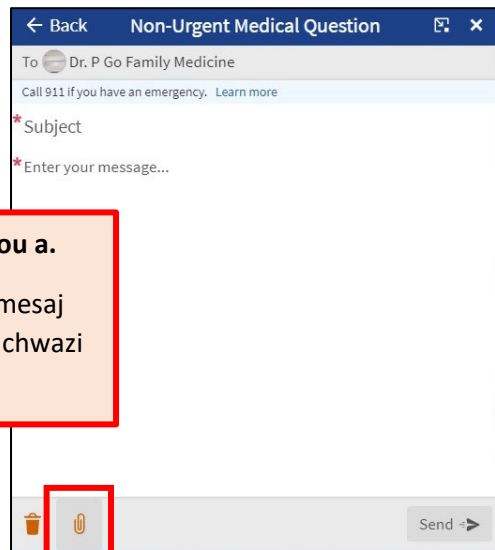 Back Non-Urgent Medical Question
To Dr. P Go Family Medicine
Call 911 if you have an emergency. Learn more
*Subject
*Enter your message...
ou a.
mesaj
chwazi
Send